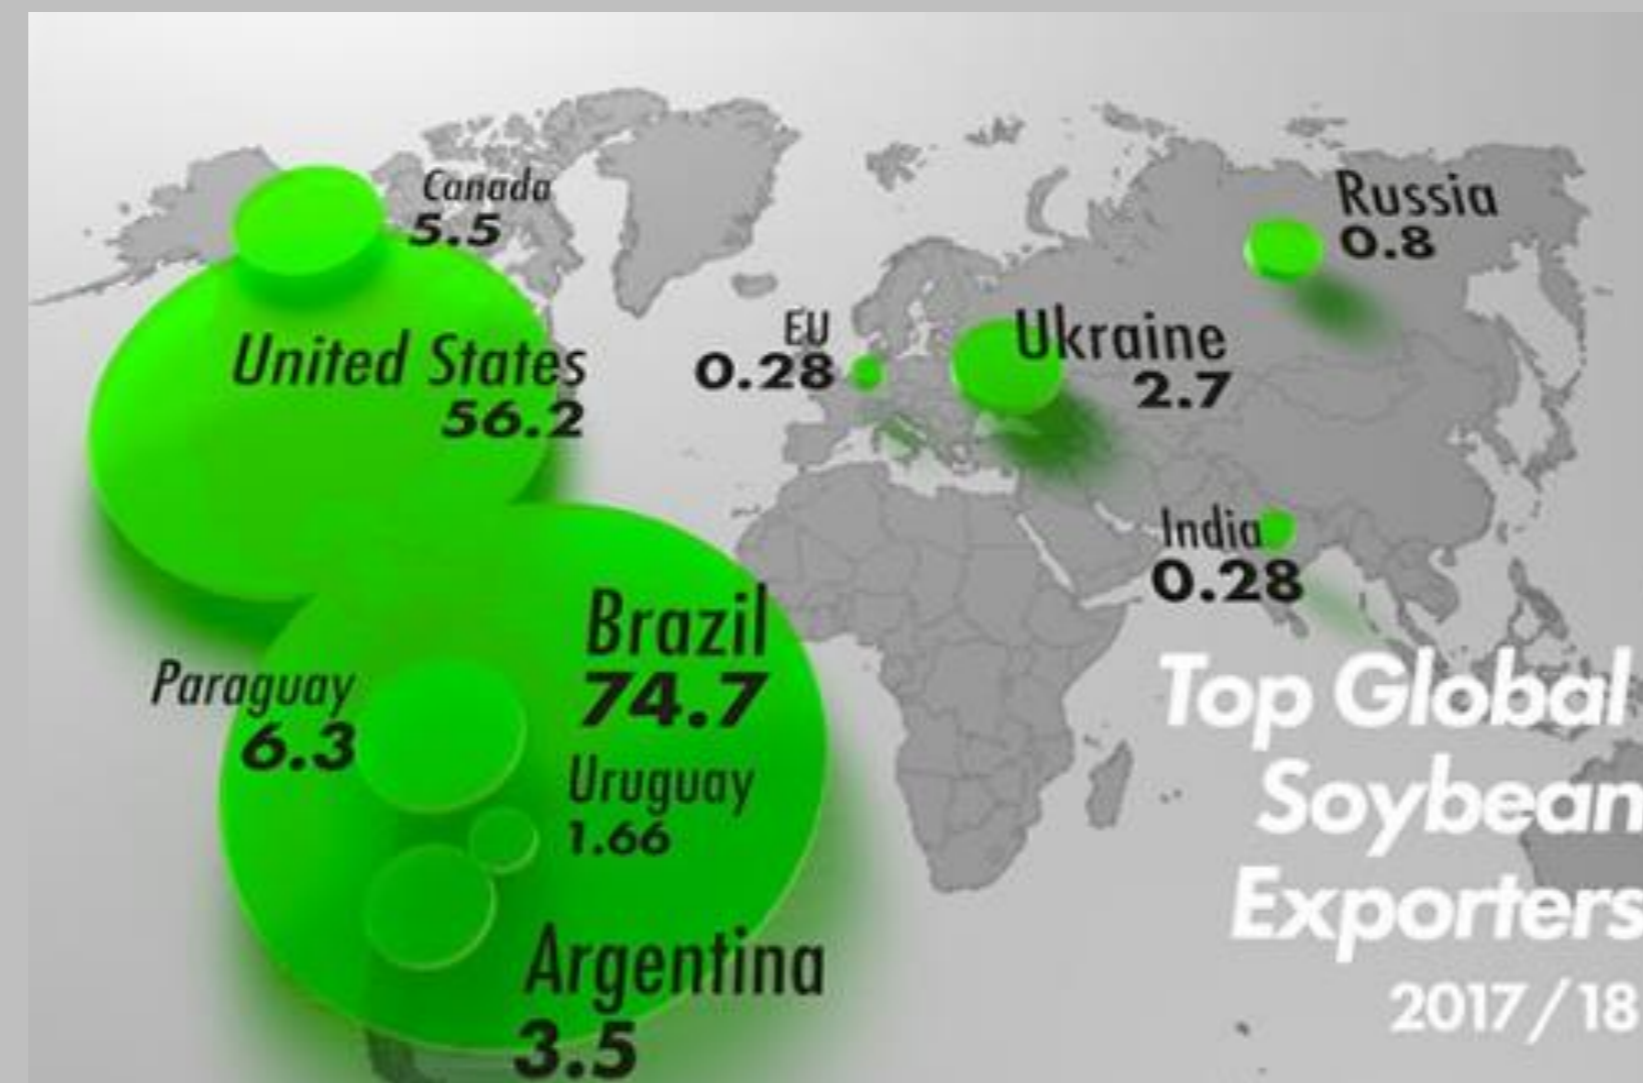 Canada
5.5
Russia
0.8
United States
56.2
EU
0.28
Ukraine
2.7
India
0.28
Brazil
74.7
Paraguay
6.3
Uruguay
1.66
Argentina
3.5
Top Global
Soybean
Exporters
2017/18